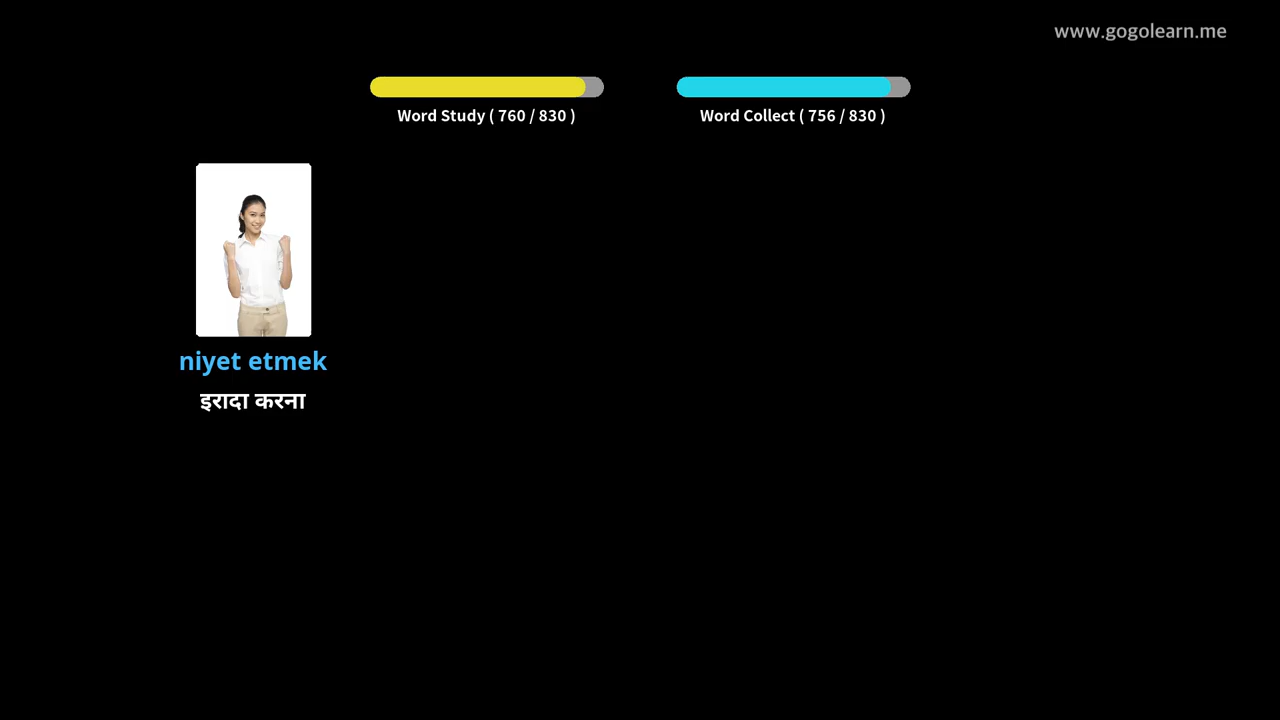 www.gogolearn.me
Word Study ( 760 / 830 )
Word Collect ( 756 / 830 )
niyet etmek
इरादा करना